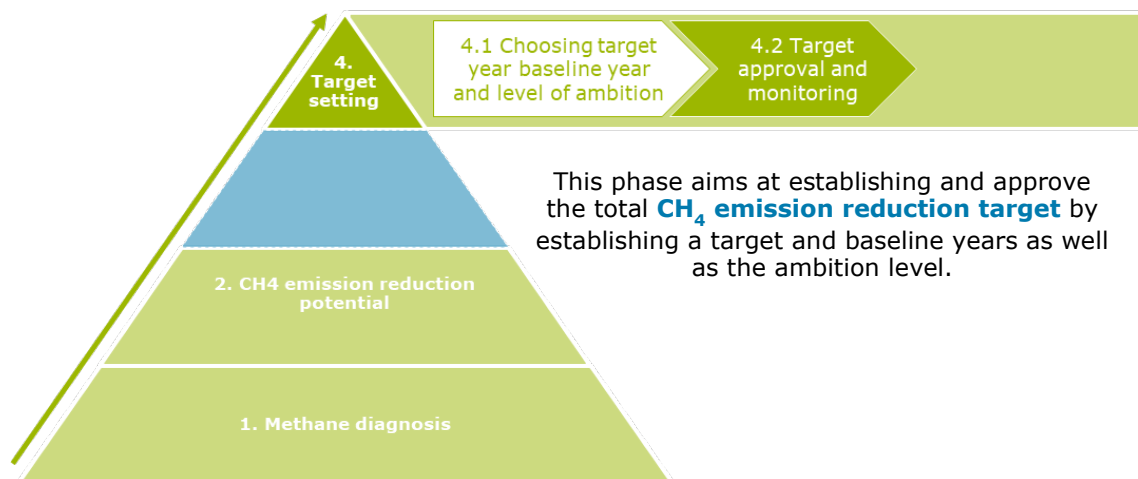 4.
Target
setting
4.1 Choosing target
year baseline year
and level of ambition
4.2 Target
approval and
monitoring
This phase aims at establishing and approve
the total CH₄ emission reduction target by
establishing a target and baseline years as well
as the ambition level.
2. CH4 emission reduction
potential
1. Methane diagnosis